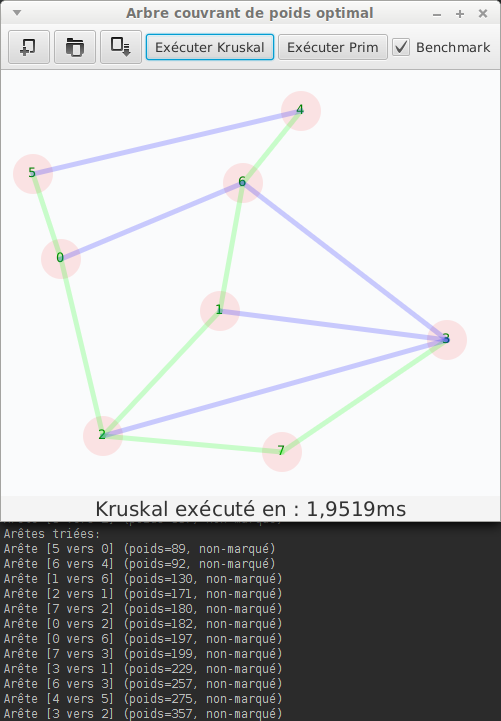 Arbre couvrant de poids optimal
Exécuter Kruskal
Exécuter Prim
Benchmark
4
5
6
0
1
3
2
7
Kruskal exécuté en : 1,9519ms
Arêtes triées:
Arête [5 vers 0] (poids=89, non-marqué)
Arête [6 vers 4] (poids=92, non-marqué)
Arête [1 vers 6] (poids=130, non-marqué)
Arête [2 vers 1] (poids=171, non-marqué)
Arête [7 vers 2] (poids=180, non-marqué)
Arête [0 vers 2] (poids=182, non-marqué)
Arête [0 vers 6] (poids=197, non-marqué)
Arête [7 vers 3] (poids=199, non-marqué)
Arête [3 vers 1] (poids=229, non-marqué)
Arête [6 vers 3] (poids=257, non-marqué)
Arête [4 vers 5] (poids=275, non-marqué)
Arête [3 vers 2] (poids=357, non-marqué)